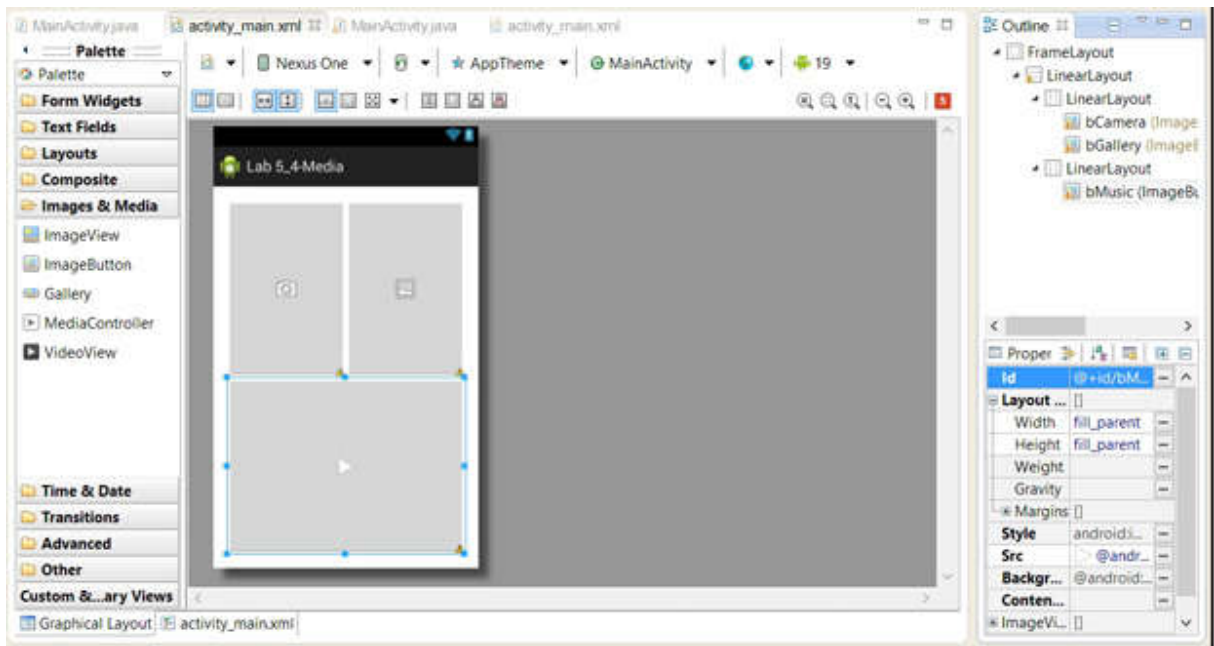 MainActivity.java
activity_main.xml
MainActivity.java
activity_main.xml
Palette
Palette
Form Widgets
Text Fields
Layouts
Composite
Images & Media
ImageView
ImageButton
Gallery
MediaController
VideoView
Time & Date
Transitions
Advanced
Other
Custom &...ary Views
Graphical Layout
activity_main.xml
Nexus One
AppTheme
MainActivity
19
5
Lab 5_4-Media
Outline
FrameLayout
LinearLayout
LinearLayout
bCamera (Image
bGallery (ImageB
LinearLayout
bMusic (ImageBu
Proper
Id @+id/bM...
Layout ... []
Width fill_parent
Height fill_parent
Weight
Gravity
Margins []
Style android:i...
Src @andr...
Backgr... @android:...
Conten...
ImageVi... []